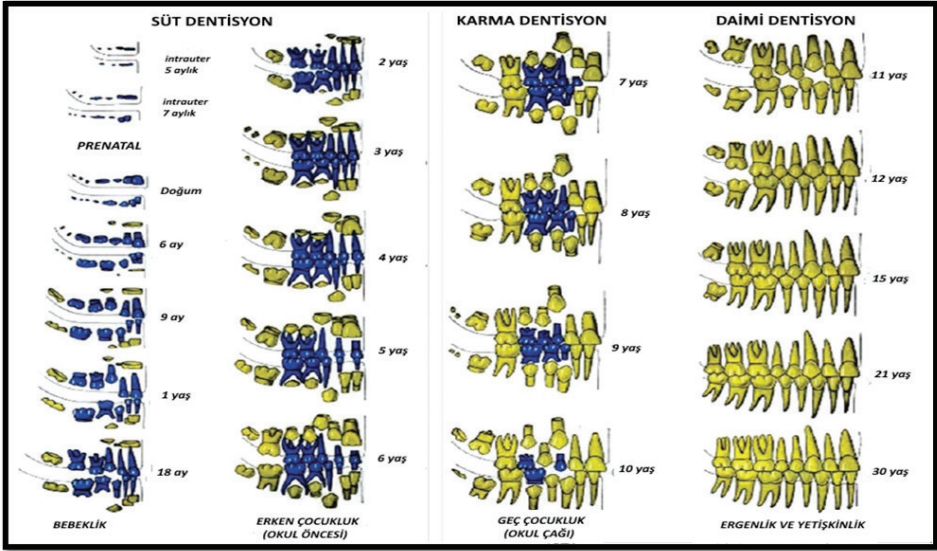 SÜT DENTİSYON
intrauter
5 aylık
intrauter
7 aylık
PRENATAL
Doğum
6 ay
9 ay
1 yaş
18 ay
BEBEKLİK
2 yaş
3 yaş
4 yaş
5 yaş
6 yaş
ERKEN ÇOCUKLUK
(OKUL ÖNCESİ)
KARMA DENTİSYON
7 yaş
8 yaş
9 yaş
10 yaş
GEÇ ÇOCUKLUK
(OKUL ÇAĞI)
DAİMİ DENTİSYON
11 yaş
12 yaş
15 yaş
21 yaş
30 yaş
ERGENLİK VE YETİŞKİNLİK